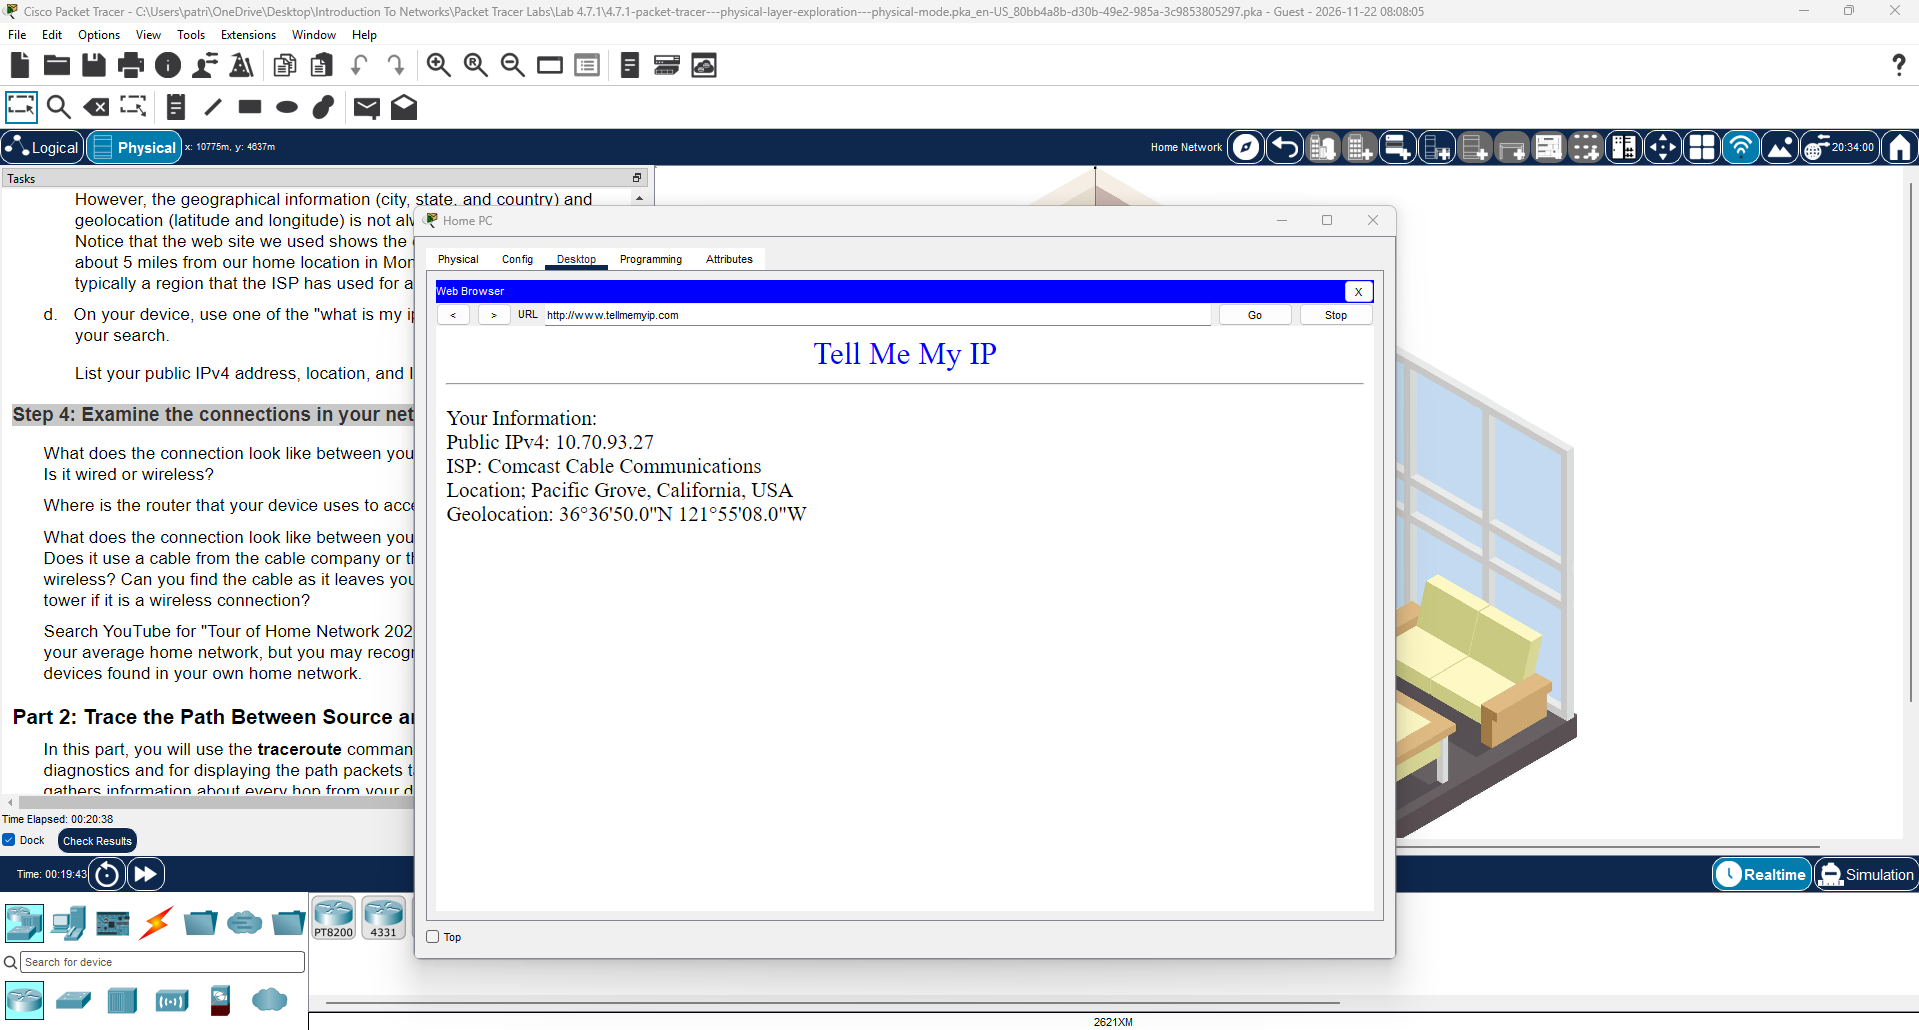 Cisco Packet Tracer - C:\Users\patri\OneDrive\Desktop\Introduction To Networks\Packet Tracer Labs\Lab 4.7.1\4.7.1-packet-tracer---physical-layer-exploration---physical-mode.pka_en-US_80bb4a8b-d30b-49e2-985a-3c9853805297.pka - Guest - 2026-11-22 08:08:05
File Edit Options View Tools Extensions Window Help
Logical Physical x: 10775m, y: 4637m Home Network 20:34:00
Tasks
However, the geographical information (city, state, and country) and
geolocation (latitude and longitude) is not
Notice that the web site we used shows the
about 5 miles from our home location in
typically a region that the ISP has used for a
d. On your device, use one of the "what is my
your search.
List your public IPv4 address, location, and
Step 4: Examine the connections in your
What does the connection look like between
Is it wired or wireless?
Where is the router that your device uses to
What does the connection look like between
Does it use a cable from the cable company or
wireless? Can you find the cable as it leaves
tower if it is a wireless connection?
Search YouTube for "Tour of Home Network 202
your average home network, but you may
devices found in your own home network.
Part 2: Trace the Path Between Source
In this part, you will use the traceroute
diagnostics and for displaying the path packets
gathers information about every hop from your
Time Elapsed: 00:20:38
Dock Check Results
Time: 00:19:43
Realtime Simulation
PT8200 4331
Search for device
2621XM
Home PC
Physical Config Desktop Programming Attributes
Web Browser X
< > URL http://www.tellmemyip.com Go Stop
Tell Me My IP
Your Information:
Public IPv4: 10.70.93.27
ISP: Comcast Cable Communications
Location; Pacific Grove, California, USA
Geolocation: 36°36'50.0"N 121°55'08.0"W
Top